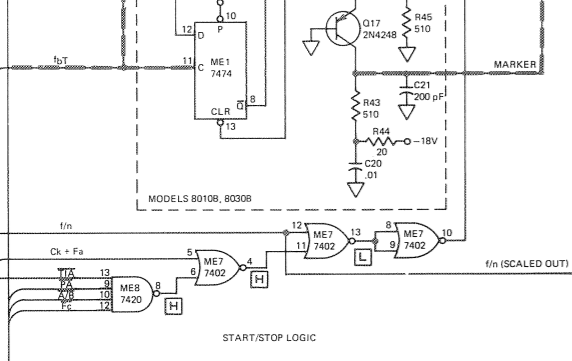 10
P
12
D
ME1
7474
11
C
Q̅
8
CLR
13
fbT
Q17
2N4248
R45
510
MARKER
C21
200 pF
R43
510
R44
20
−18V
C20
.01
MODELS 8010B, 8030B
f/n
12
11
ME7
7402
13
L
8
9
ME7
7402
10
Ck ÷ Fa
5
6
ME7
7402
4
H
f/n (SCALED OUT)
13
9
PA
10
A/B
12
Fc
ME8
7420
8
H
START/STOP LOGIC